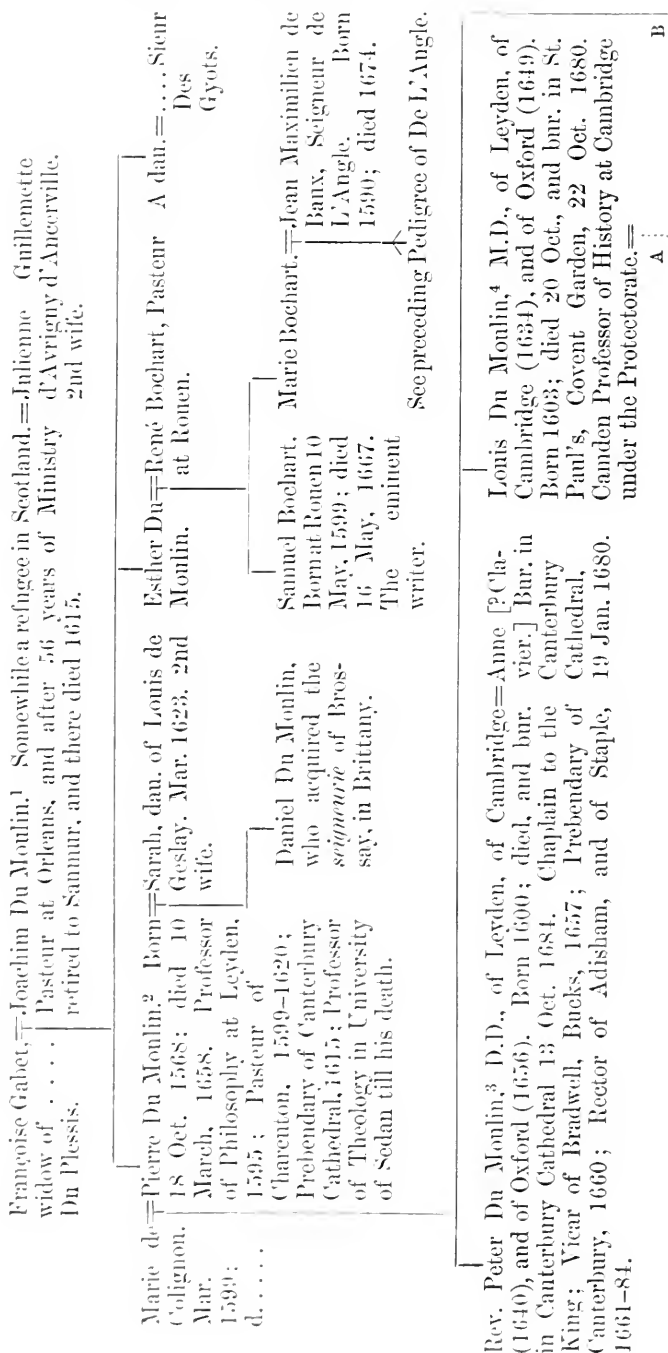 Françoise Gabet,=Joachim Du Moulin.¹ Somewhile a refugee in Scotland.=Julienne Guillemette
widow of ..... Pasteur at Orleans, and after 56 years of Ministry d'Avrigny d'Ancerville.
Du Plessis. retired to Saumur, and there died 1615. 2nd wife.
Marie de=Pierre Du Moulin.² Born=Sarah, dau. of Louis de
Colignon. 18 Oct. 1568; died 10 Geslay. Mar. 1623. 2nd
Mar. March, 1658. Professor wife.
1599; of Philosophy at Leyden,
d..... 1595; Pasteur of
Charenton, 1599-1620;
Prebendary of Canterbury
Cathedral, 1615; Professor
of Theology in University
of Sedan till his death.
Daniel Du Moulin,
who acquired the
seigneurie of Bros-
say, in Brittany.
Esther Du=René Bochart, Pasteur
Moulin. at Rouen.
A dau.=....Sieur
Des
Gyots.
Samuel Bochart.
Born at Rouen 10
May, 1599; died
16 May, 1667.
The eminent
writer.
Marie Bochart.=Jean Maximilien de
Baux, Seigneur de
L'Angle. Born
1590; died 1674.
See preceding Pedigree of De L'Angle.
Rev. Peter Du Moulin,³ D.D., of Leyden, of Cambridge=Anne [?Cla-
(1640), and of Oxford (1656). Born 1600; died, and bur. vier.] Bur. in
in Canterbury Cathedral 13 Oct. 1684. Chaplain to the Canterbury
King; Vicar of Bradwell, Bucks, 1657; Prebendary of Cathedral,
Canterbury, 1660; Rector of Adisham, and of Staple, 19 Jan. 1680.
1661-84.
Louis Du Moulin,⁴ M.D., of Leyden, of
Cambridge (1634), and of Oxford (1649).
Born 1603; died 20 Oct., and bur. in St.
Paul's, Covent Garden, 22 Oct. 1680.
Camden Professor of History at Cambridge
under the Protectorate.=
A B